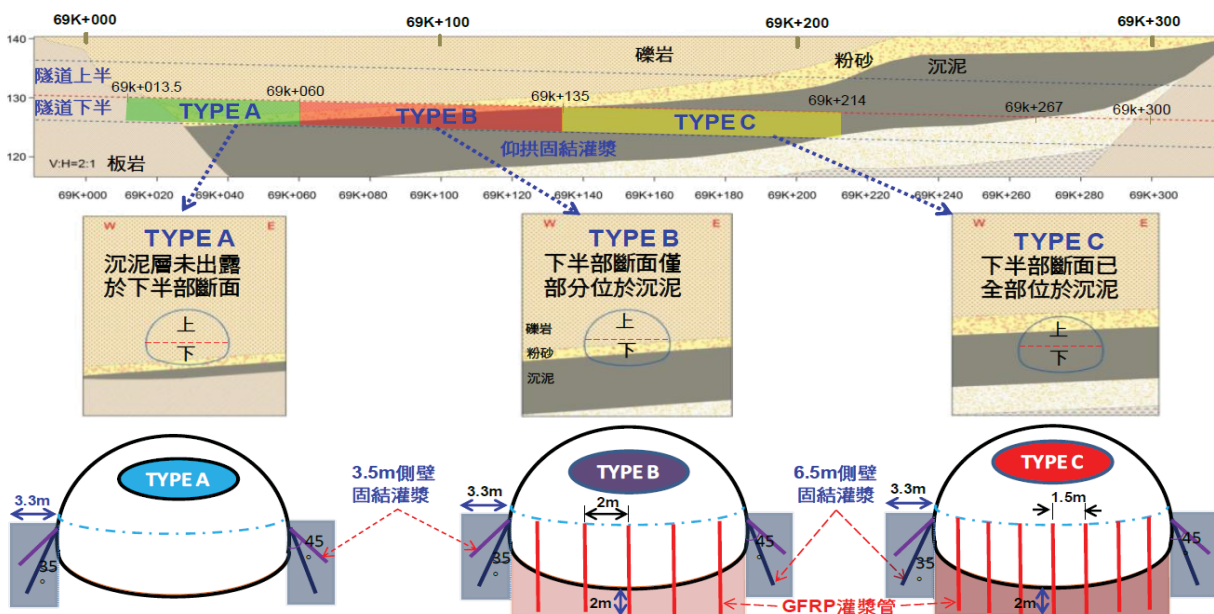 69K+000
69K+100
69K+200
69K+300
140
130
120
隧道上半
隧道下半
礫岩
粉砂
沉泥
69k+013.5
69k+060
69k+135
69k+214
69k+267
69k+300
TYPE A
TYPE B
TYPE C
仰拱固結灌漿
V:H=2:1
板岩
69K+000
69K+020
69K+040
69K+060
69K+080
69K+100
69K+120
69K+140
69K+160
69K+180
69K+200
69K+220
69K+240
69K+260
69K+280
69K+300
W
E
TYPE A
沉泥層未出露
於下半部斷面
上
下
W
E
TYPE B
下半部斷面僅
部分位於沉泥
上
下
礫岩
粉砂
沉泥
W
E
TYPE C
下半部斷面已
全部位於沉泥
上
下
TYPE A
3.3m
35°
45°
3.5m側壁
固結灌漿
TYPE B
3.3m
2m
35°
45°
2m
6.5m側壁
固結灌漿
GFRP灌漿管
TYPE C
3.3m
1.5m
35°
45°
2m